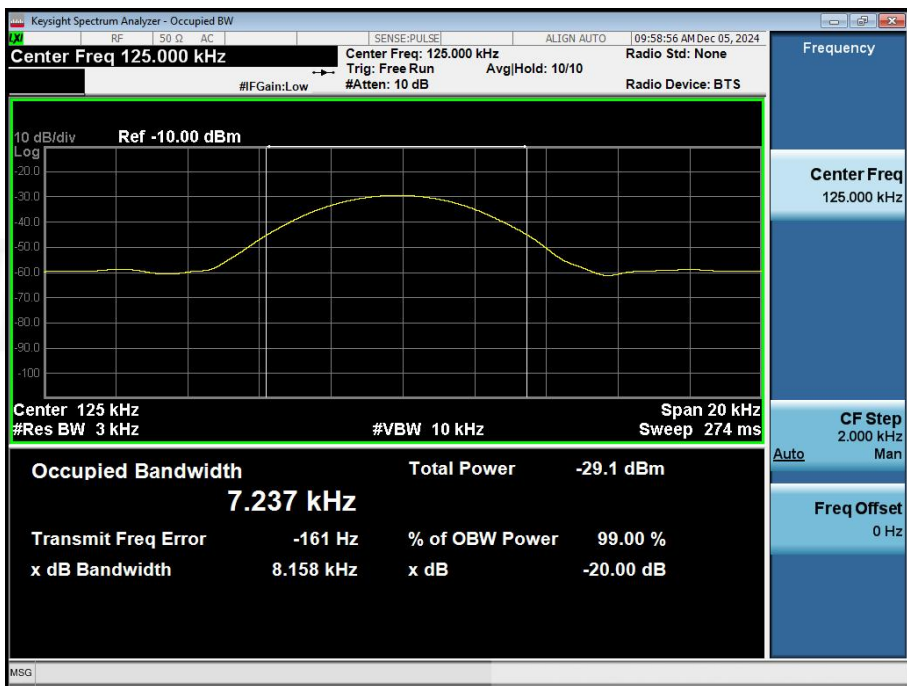 Keysight Spectrum Analyzer - Occupied BW
LXI RF 50 Ω AC SENSE:PULSE ALIGN AUTO 09:58:56 AM Dec 05, 2024
Center Freq 125.000 kHz
Center Freq: 125.000 kHz Radio Std: None
Trig: Free Run Avg|Hold: 10/10
#IFGain:Low #Atten: 10 dB Radio Device: BTS
10 dB/div Ref -10.00 dBm
Log
-20.0
-30.0
-40.0
-50.0
-60.0
-70.0
-80.0
-90.0
-100
Center 125 kHz Span 20 kHz
#Res BW 3 kHz #VBW 10 kHz Sweep 274 ms
Occupied Bandwidth Total Power -29.1 dBm
7.237 kHz
Transmit Freq Error -161 Hz % of OBW Power 99.00 %
x dB Bandwidth 8.158 kHz x dB -20.00 dB
Frequency
Center Freq
125.000 kHz
CF Step
2.000 kHz
Auto Man
Freq Offset
0 Hz
MSG